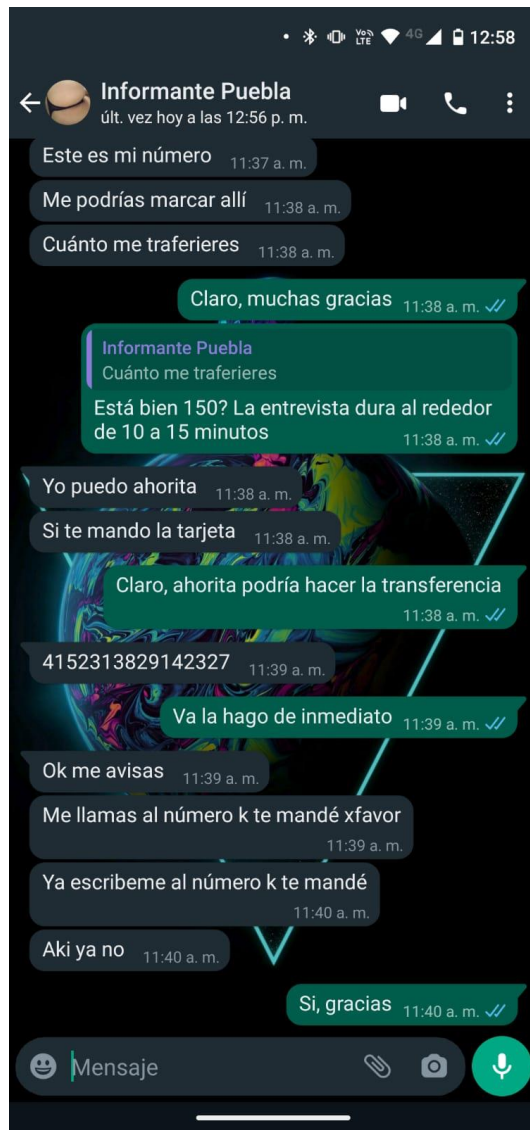 4G 12:58
VoD LTE
Informante Puebla
últ. vez hoy a las 12:56 p. m.
Este es mi número 11:37 a. m.
Me podrías marcar allí 11:38 a. m.
Cuánto me traferieres 11:38 a. m.
Claro, muchas gracias 11:38 a. m.
Informante Puebla
Cuánto me traferieres
Está bien 150? La entrevista dura al rededor
de 10 a 15 minutos 11:38 a. m.
Yo puedo ahorita 11:38 a. m.
Si te mando la tarjeta 11:38 a. m.
Claro, ahorita podría hacer la transferencia
11:38 a. m.
4152313829142327 11:39 a. m.
Va la hago de inmediato 11:39 a. m.
Ok me avisas 11:39 a. m.
Me llamas al número k te mandé xfavor
11:39 a. m.
Ya escribeme al número k te mandé
11:40 a. m.
Aki ya no 11:40 a. m.
Si, gracias 11:40 a. m.
Mensaje